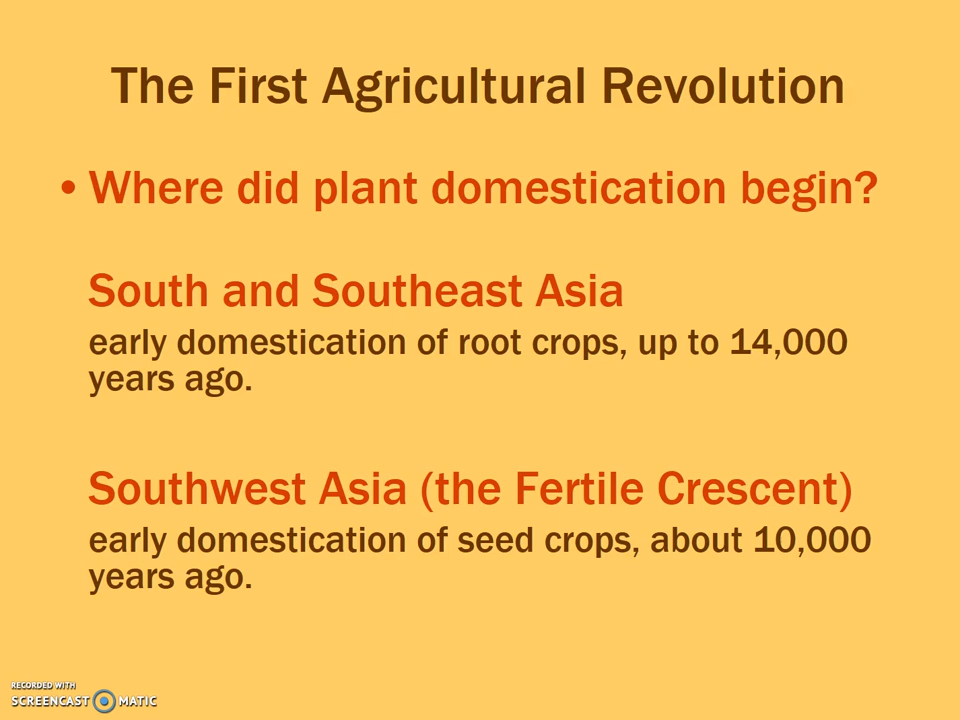 The First Agricultural Revolution
• Where did plant domestication begin?
South and Southeast Asia
early domestication of root crops, up to 14,000
years ago.
Southwest Asia (the Fertile Crescent)
early domestication of seed crops, about 10,000
years ago.
RECORDED WITH
SCREENCAST MATIC